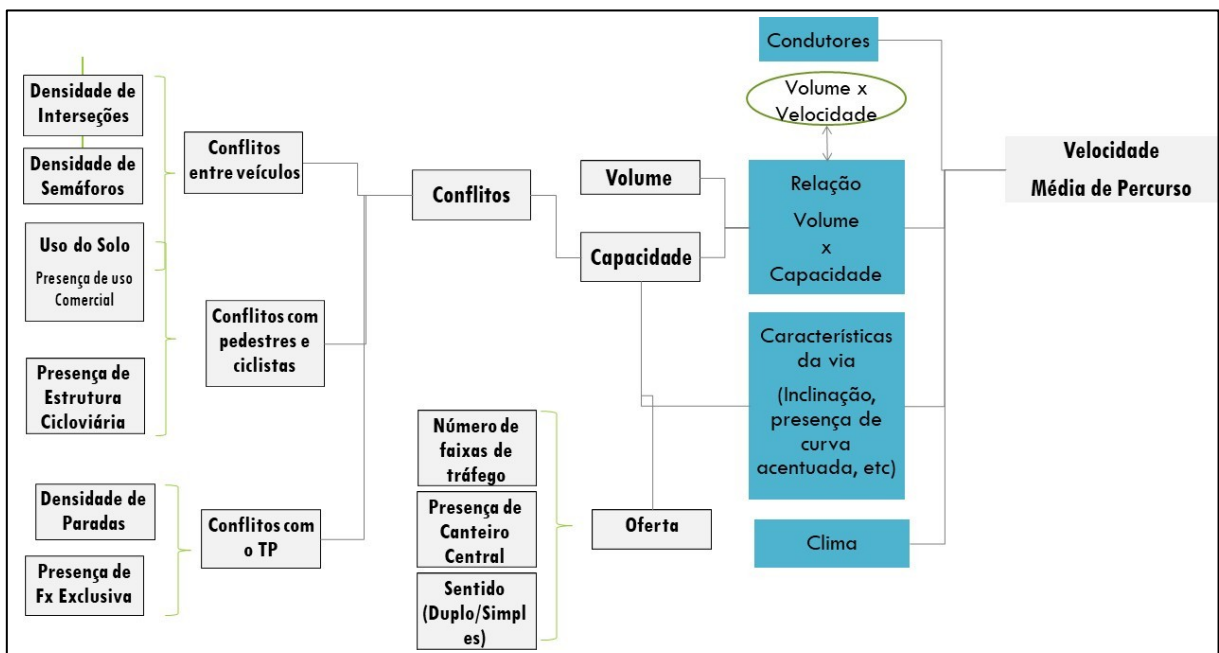 Densidade de
Interseções
Densidade de
Semáforos
Uso do Solo
Presença de uso
Comercial
Presença de
Estrutura
Cicloviária
Densidade de
Paradas
Presença de
Fx Exclusiva
Conflitos
entre veículos
Conflitos com
pedestres e
ciclistas
Conflitos com
o TP
Conflitos
Número de
faixas de
tráfego
Presença de
Canteiro
Central
Sentido
(Duplo/Simpl
es)
Volume
Capacidade
Oferta
Condutores
Volume x
Velocidade
Relação
Volume
x
Capacidade
Características
da via
(Inclinação,
presença de
curva
acentuada, etc)
Clima
Velocidade
Média de Percurso